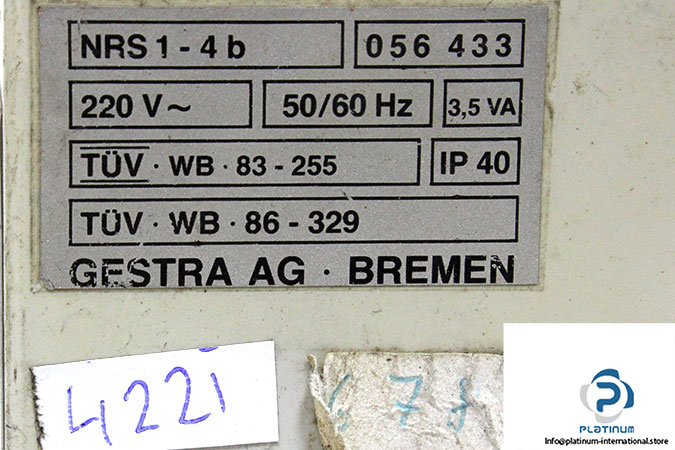 NRS 1 - 4 b 056 433
220 V ~ 50/60 Hz 3,5 VA
TÜV · WB · 83 - 255 IP 40
TÜV · WB · 86 - 329
GESTRA AG · BREMEN
422i
PLATINUM
Info@platinum-international.store